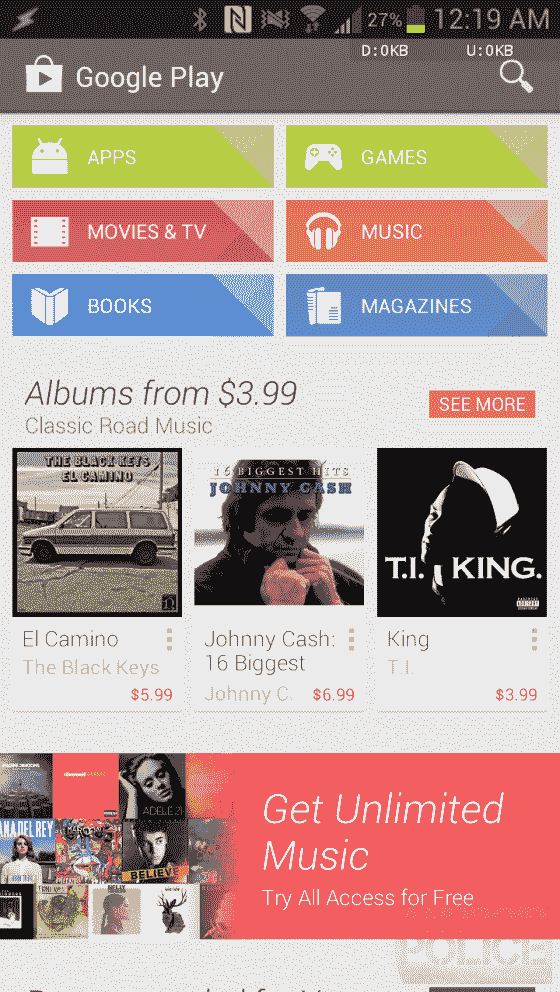 27% 12:19 AM
D:0KB U:0KB
Google Play
APPS
GAMES
MOVIES & TV
MUSIC
BOOKS
MAGAZINES
Albums from $3.99
Classic Road Music
SEE MORE
THE BLACK KEYS
EL CAMINO
16 BIGGEST HITS
JOHNNY CASH
T.I. KING.
El Camino
The Black Keys
$5.99
Johnny Cash:
16 Biggest
Johnny C.
$6.99
King
T.I.
$3.99
ADELE 21
ANA DEL REY
BELIEVE
Get Unlimited
Music
Try All Access for Free
POLICE